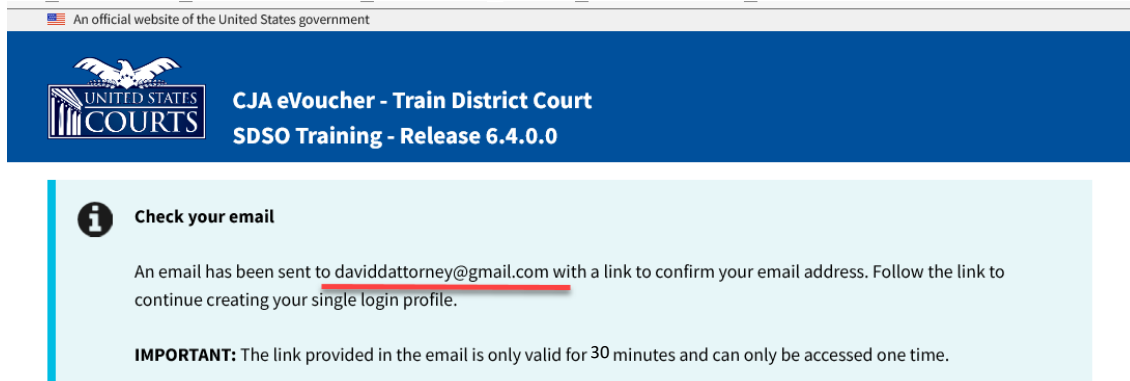 An official website of the United States government
UNITED STATES
COURTS
CJA eVoucher - Train District Court
SDSO Training - Release 6.4.0.0
Check your email
An email has been sent to daviddattorney@gmail.com with a link to confirm your email address. Follow the link to
continue creating your single login profile.
IMPORTANT: The link provided in the email is only valid for 30 minutes and can only be accessed one time.